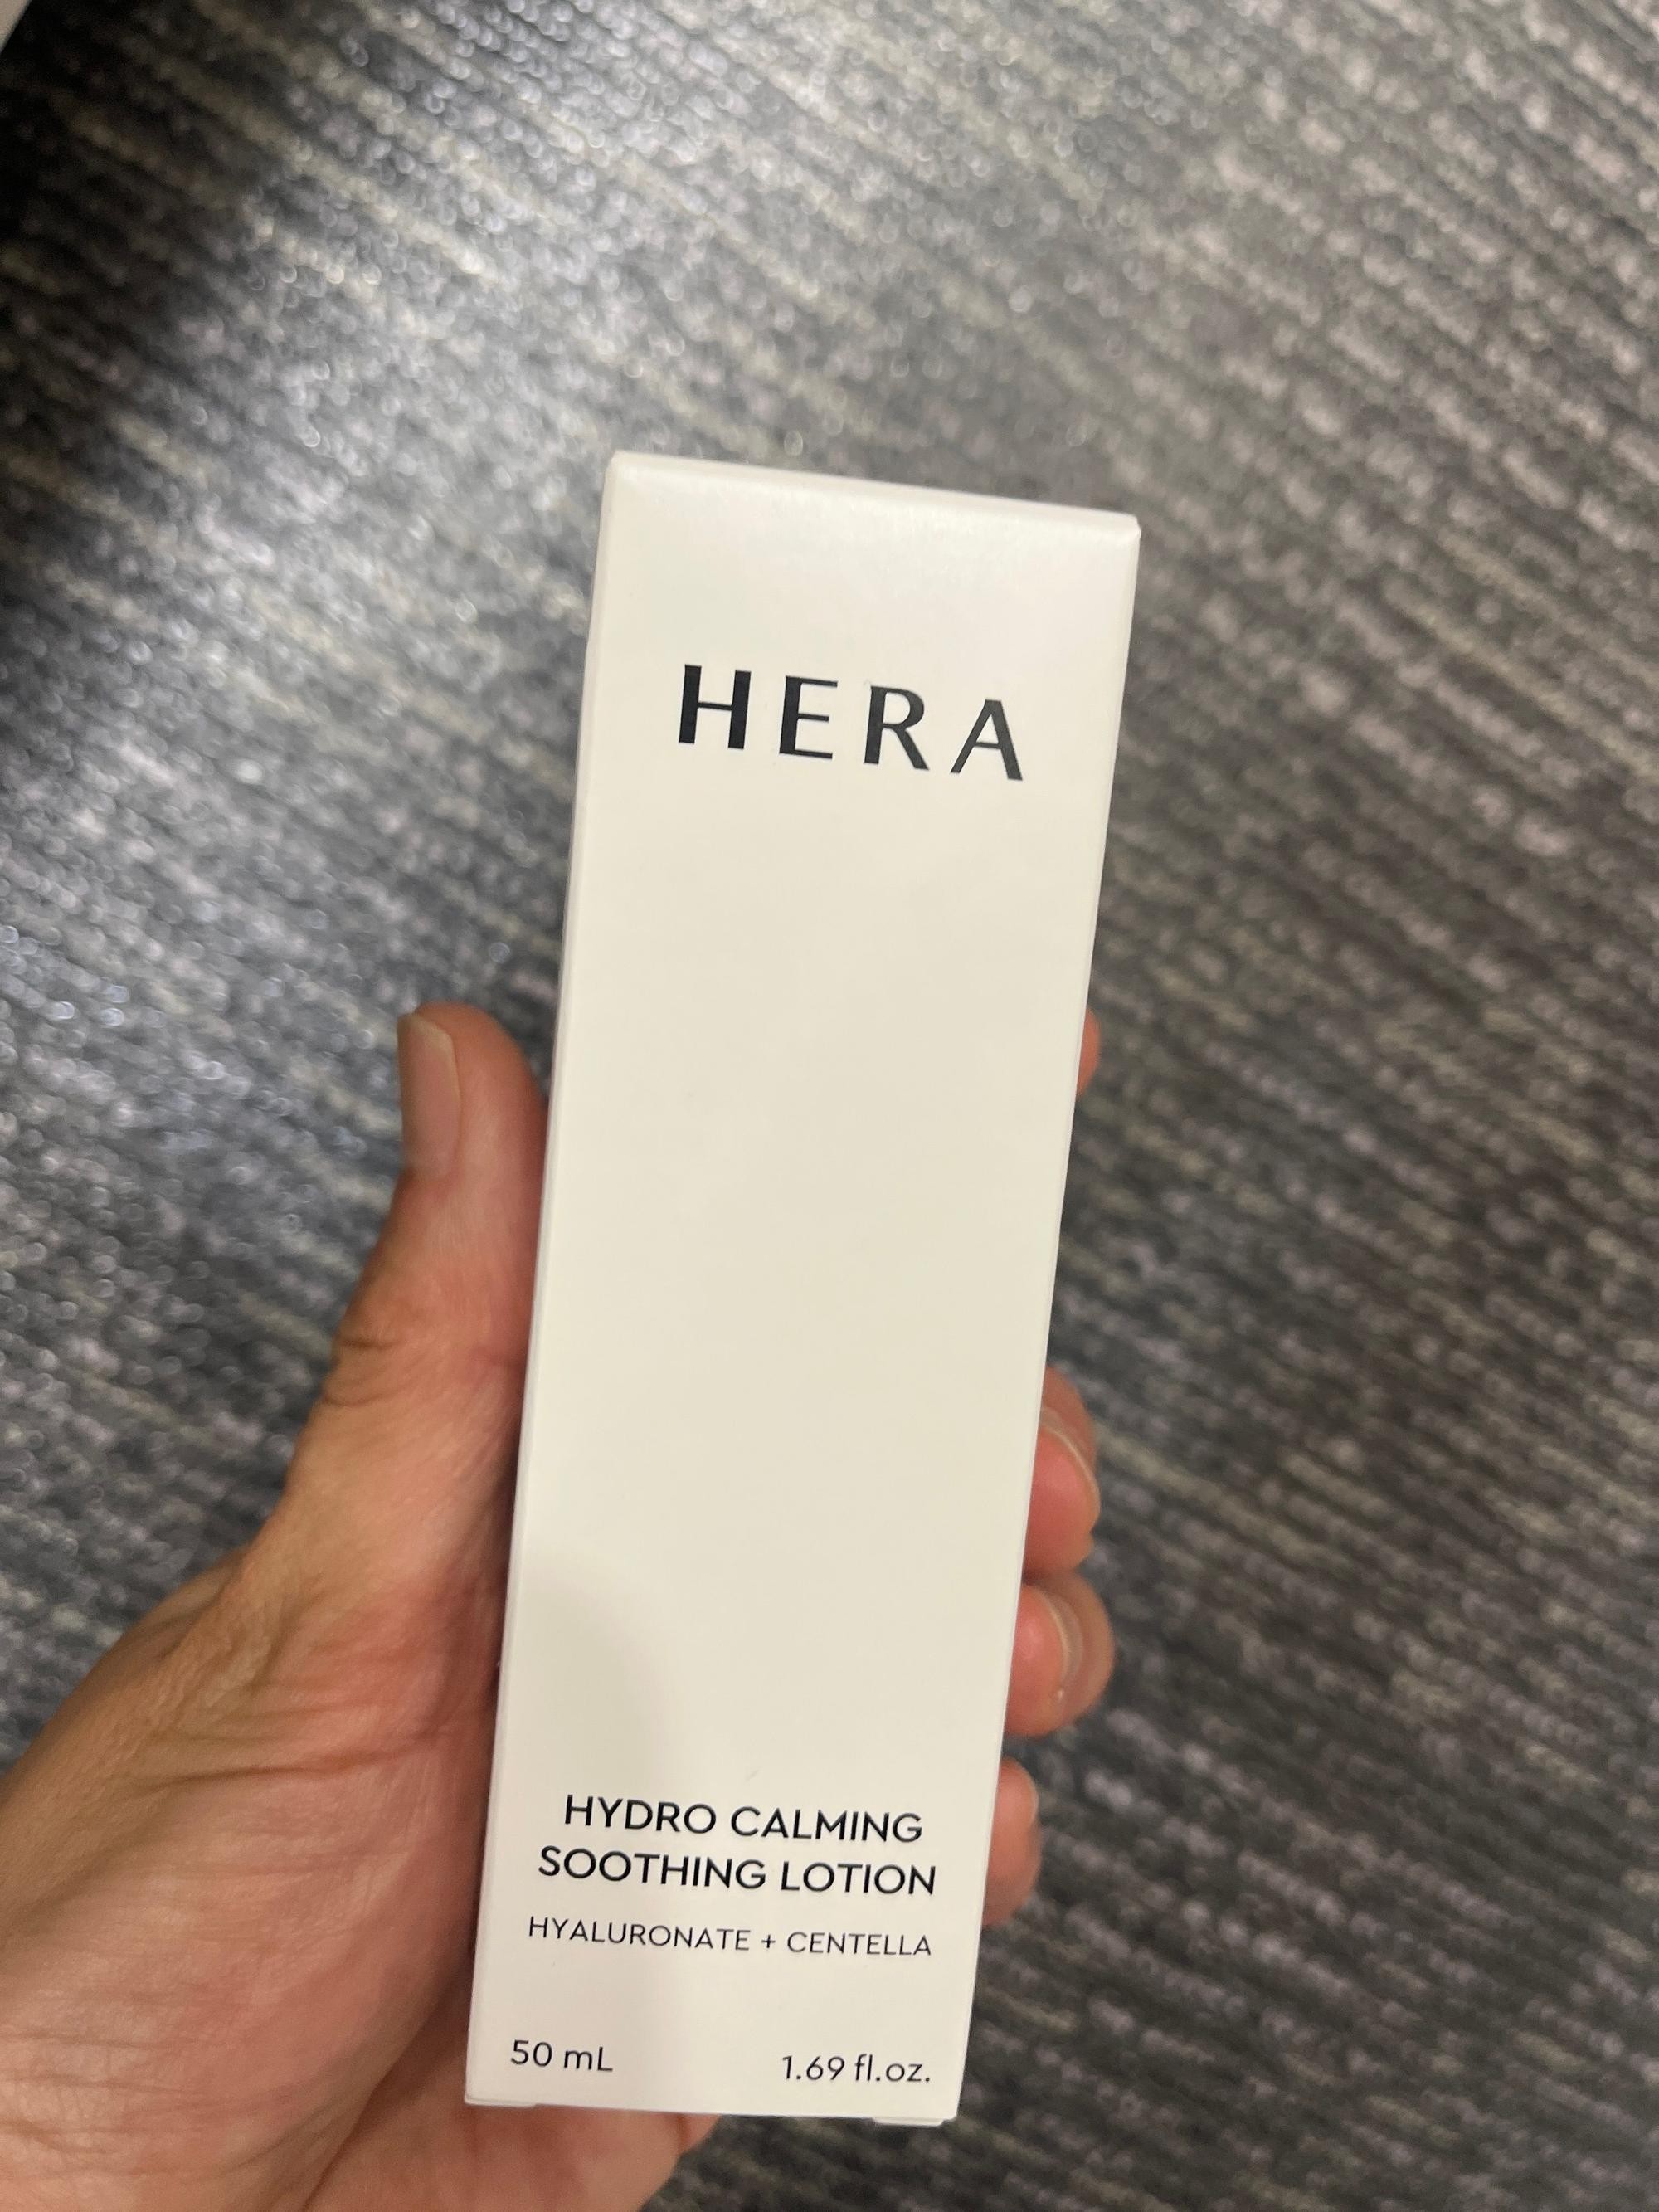 HERA
HYDRO CALMING
SOOTHING LOTION
HYALURONATE + CENTELLA
50 mL 1.69 fl.oz.